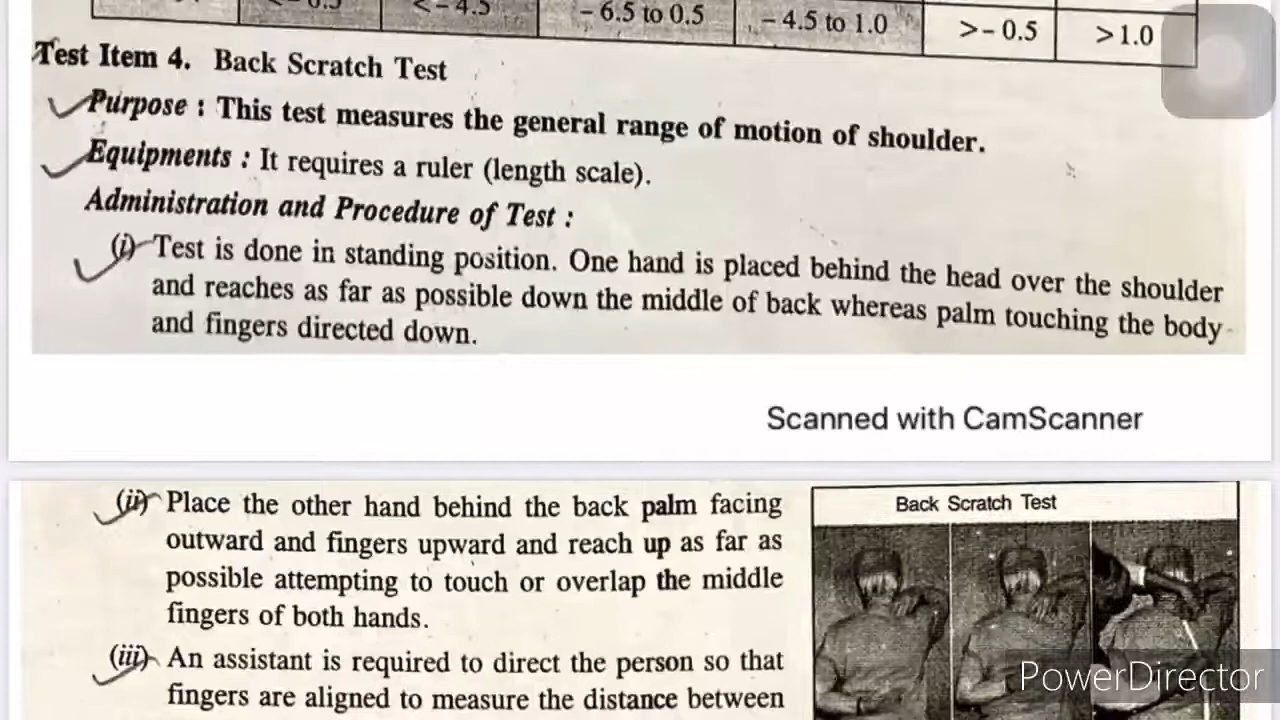 < – 4.5 – 6.5 to 0.5 – 4.5 to 1.0 >– 0.5 >1.0
Test Item 4. Back Scratch Test
Purpose : This test measures the general range of motion of shoulder.
Equipments : It requires a ruler (length scale).
Administration and Procedure of Test :
(i) Test is done in standing position. One hand is placed behind the head over the shoulder
and reaches as far as possible down the middle of back whereas palm touching the body
and fingers directed down.
Scanned with CamScanner
(ii) Place the other hand behind the back palm facing
outward and fingers upward and reach up as far as
possible attempting to touch or overlap the middle
fingers of both hands.
(iii) An assistant is required to direct the person so that
fingers are aligned to measure the distance between
Back Scratch Test
PowerDirector